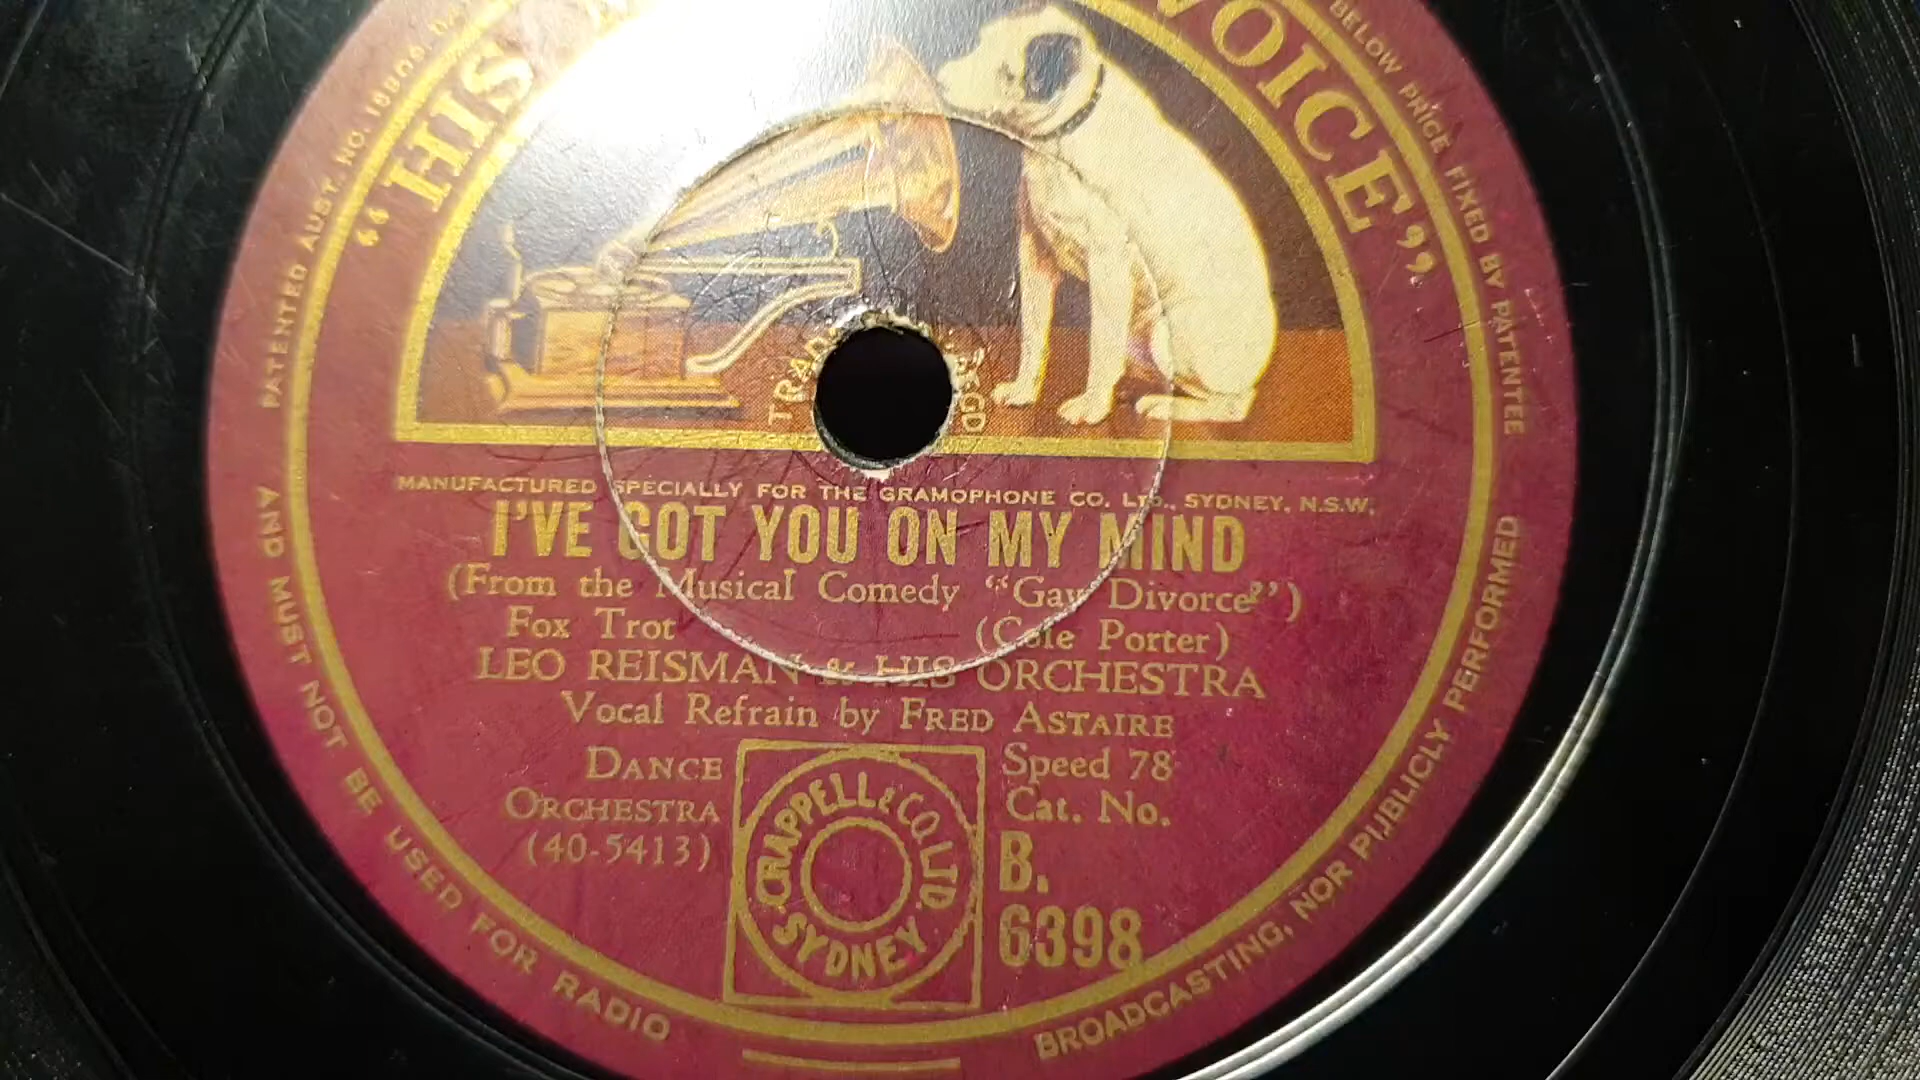 "HIS VOICE"
PATENTED AUST. NO. 18806.
BELOW PRICE FIXED BY PATENTEE
REGD
MANUFACTURED SPECIALLY FOR THE GRAMOPHONE CO. LTD., SYDNEY, N.S.W.
I'VE GOT YOU ON MY MIND
(From the Musical Comedy "Gay Divorce")
Fox Trot (Cole Porter)
LEO REISMAN & HIS ORCHESTRA
Vocal Refrain by FRED ASTAIRE
DANCE
ORCHESTRA
(40-5413)
CHAPPELL & CO. LTD.
SYDNEY
Speed 78
Cat. No.
B.
6398
AND MUST NOT BE USED FOR RADIO
BROADCASTING, NOR PUBLICLY PERFORMED